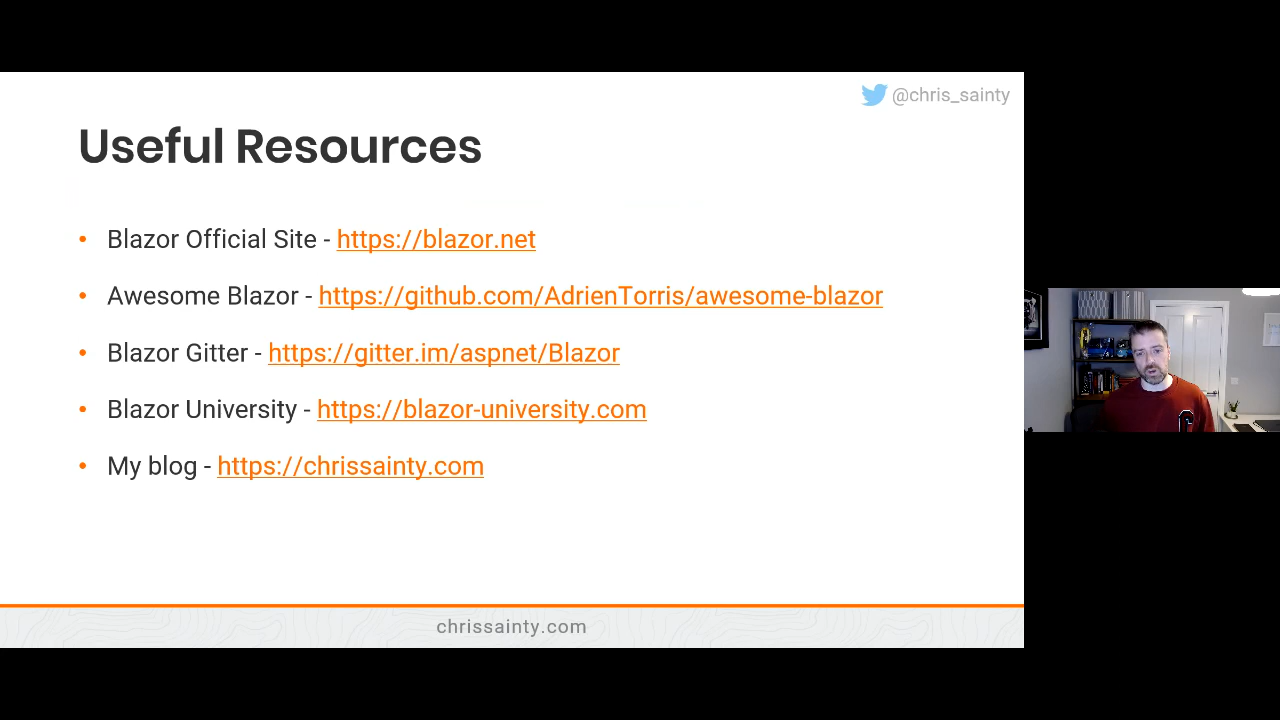 @chris_sainty
Useful Resources
• Blazor Official Site - https://blazor.net
• Awesome Blazor - https://github.com/AdrienTorris/awesome-blazor
• Blazor Gitter - https://gitter.im/aspnet/Blazor
• Blazor University - https://blazor-university.com
• My blog - https://chrissainty.com
chrissainty.com